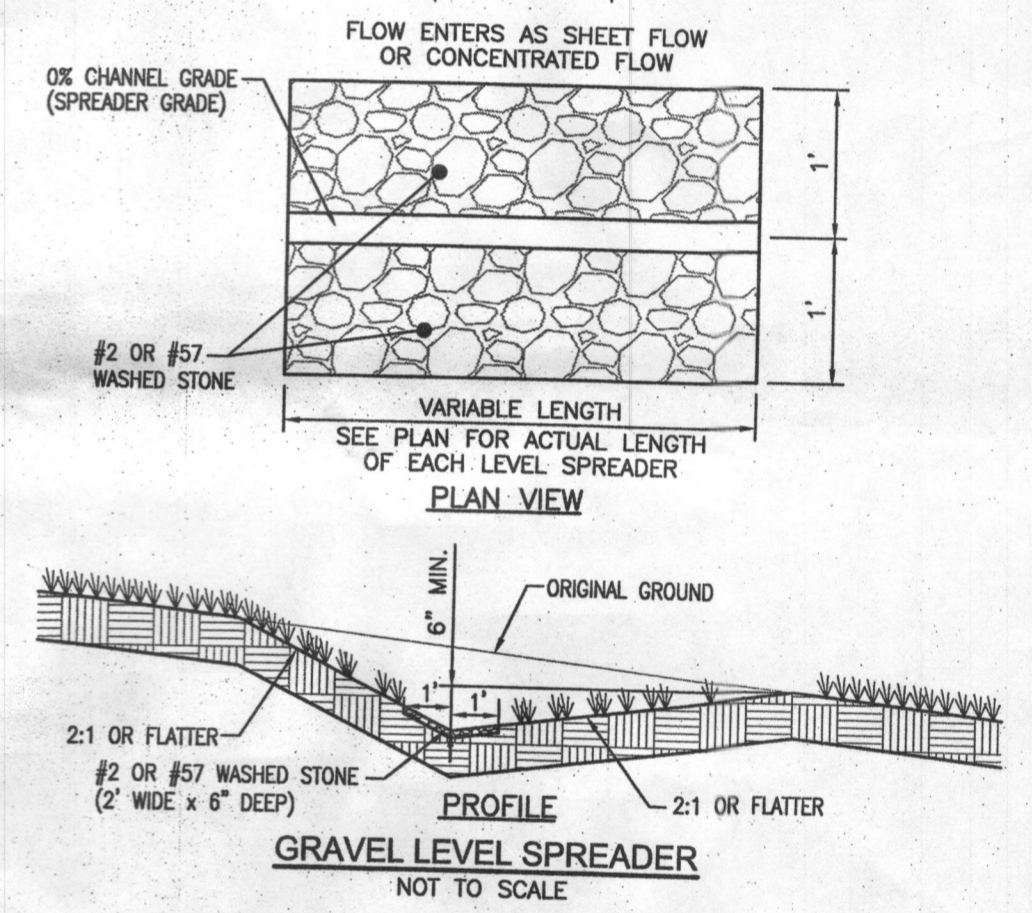 FLOW ENTERS AS SHEET FLOW
OR CONCENTRATED FLOW
0% CHANNEL GRADE
(SPREADER GRADE)
1'
1'
#2 OR #57
WASHED STONE
VARIABLE LENGTH
SEE PLAN FOR ACTUAL LENGTH
OF EACH LEVEL SPREADER
PLAN VIEW
6" MIN.
ORIGINAL GROUND
1'
1'
2:1 OR FLATTER
#2 OR #57 WASHED STONE
(2' WIDE x 6" DEEP)
PROFILE
2:1 OR FLATTER
GRAVEL LEVEL SPREADER
NOT TO SCALE